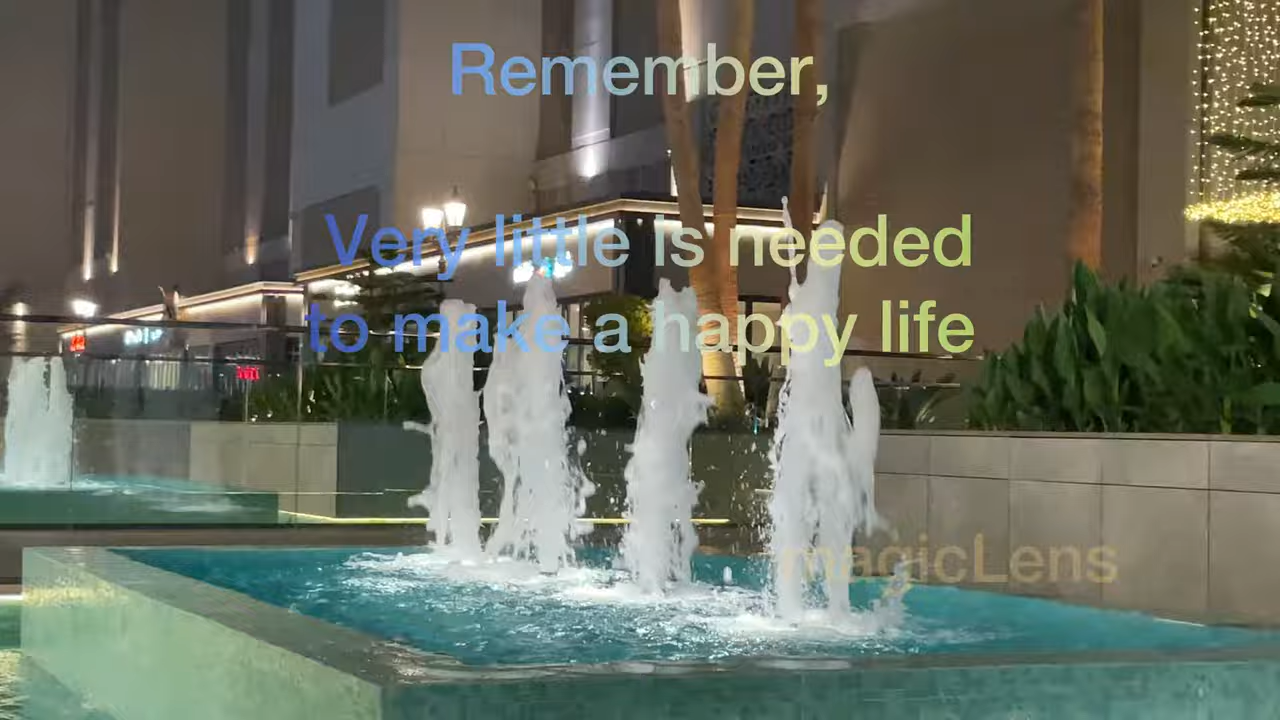 Remember,
Very little is needed
to make a happy life
magicLens